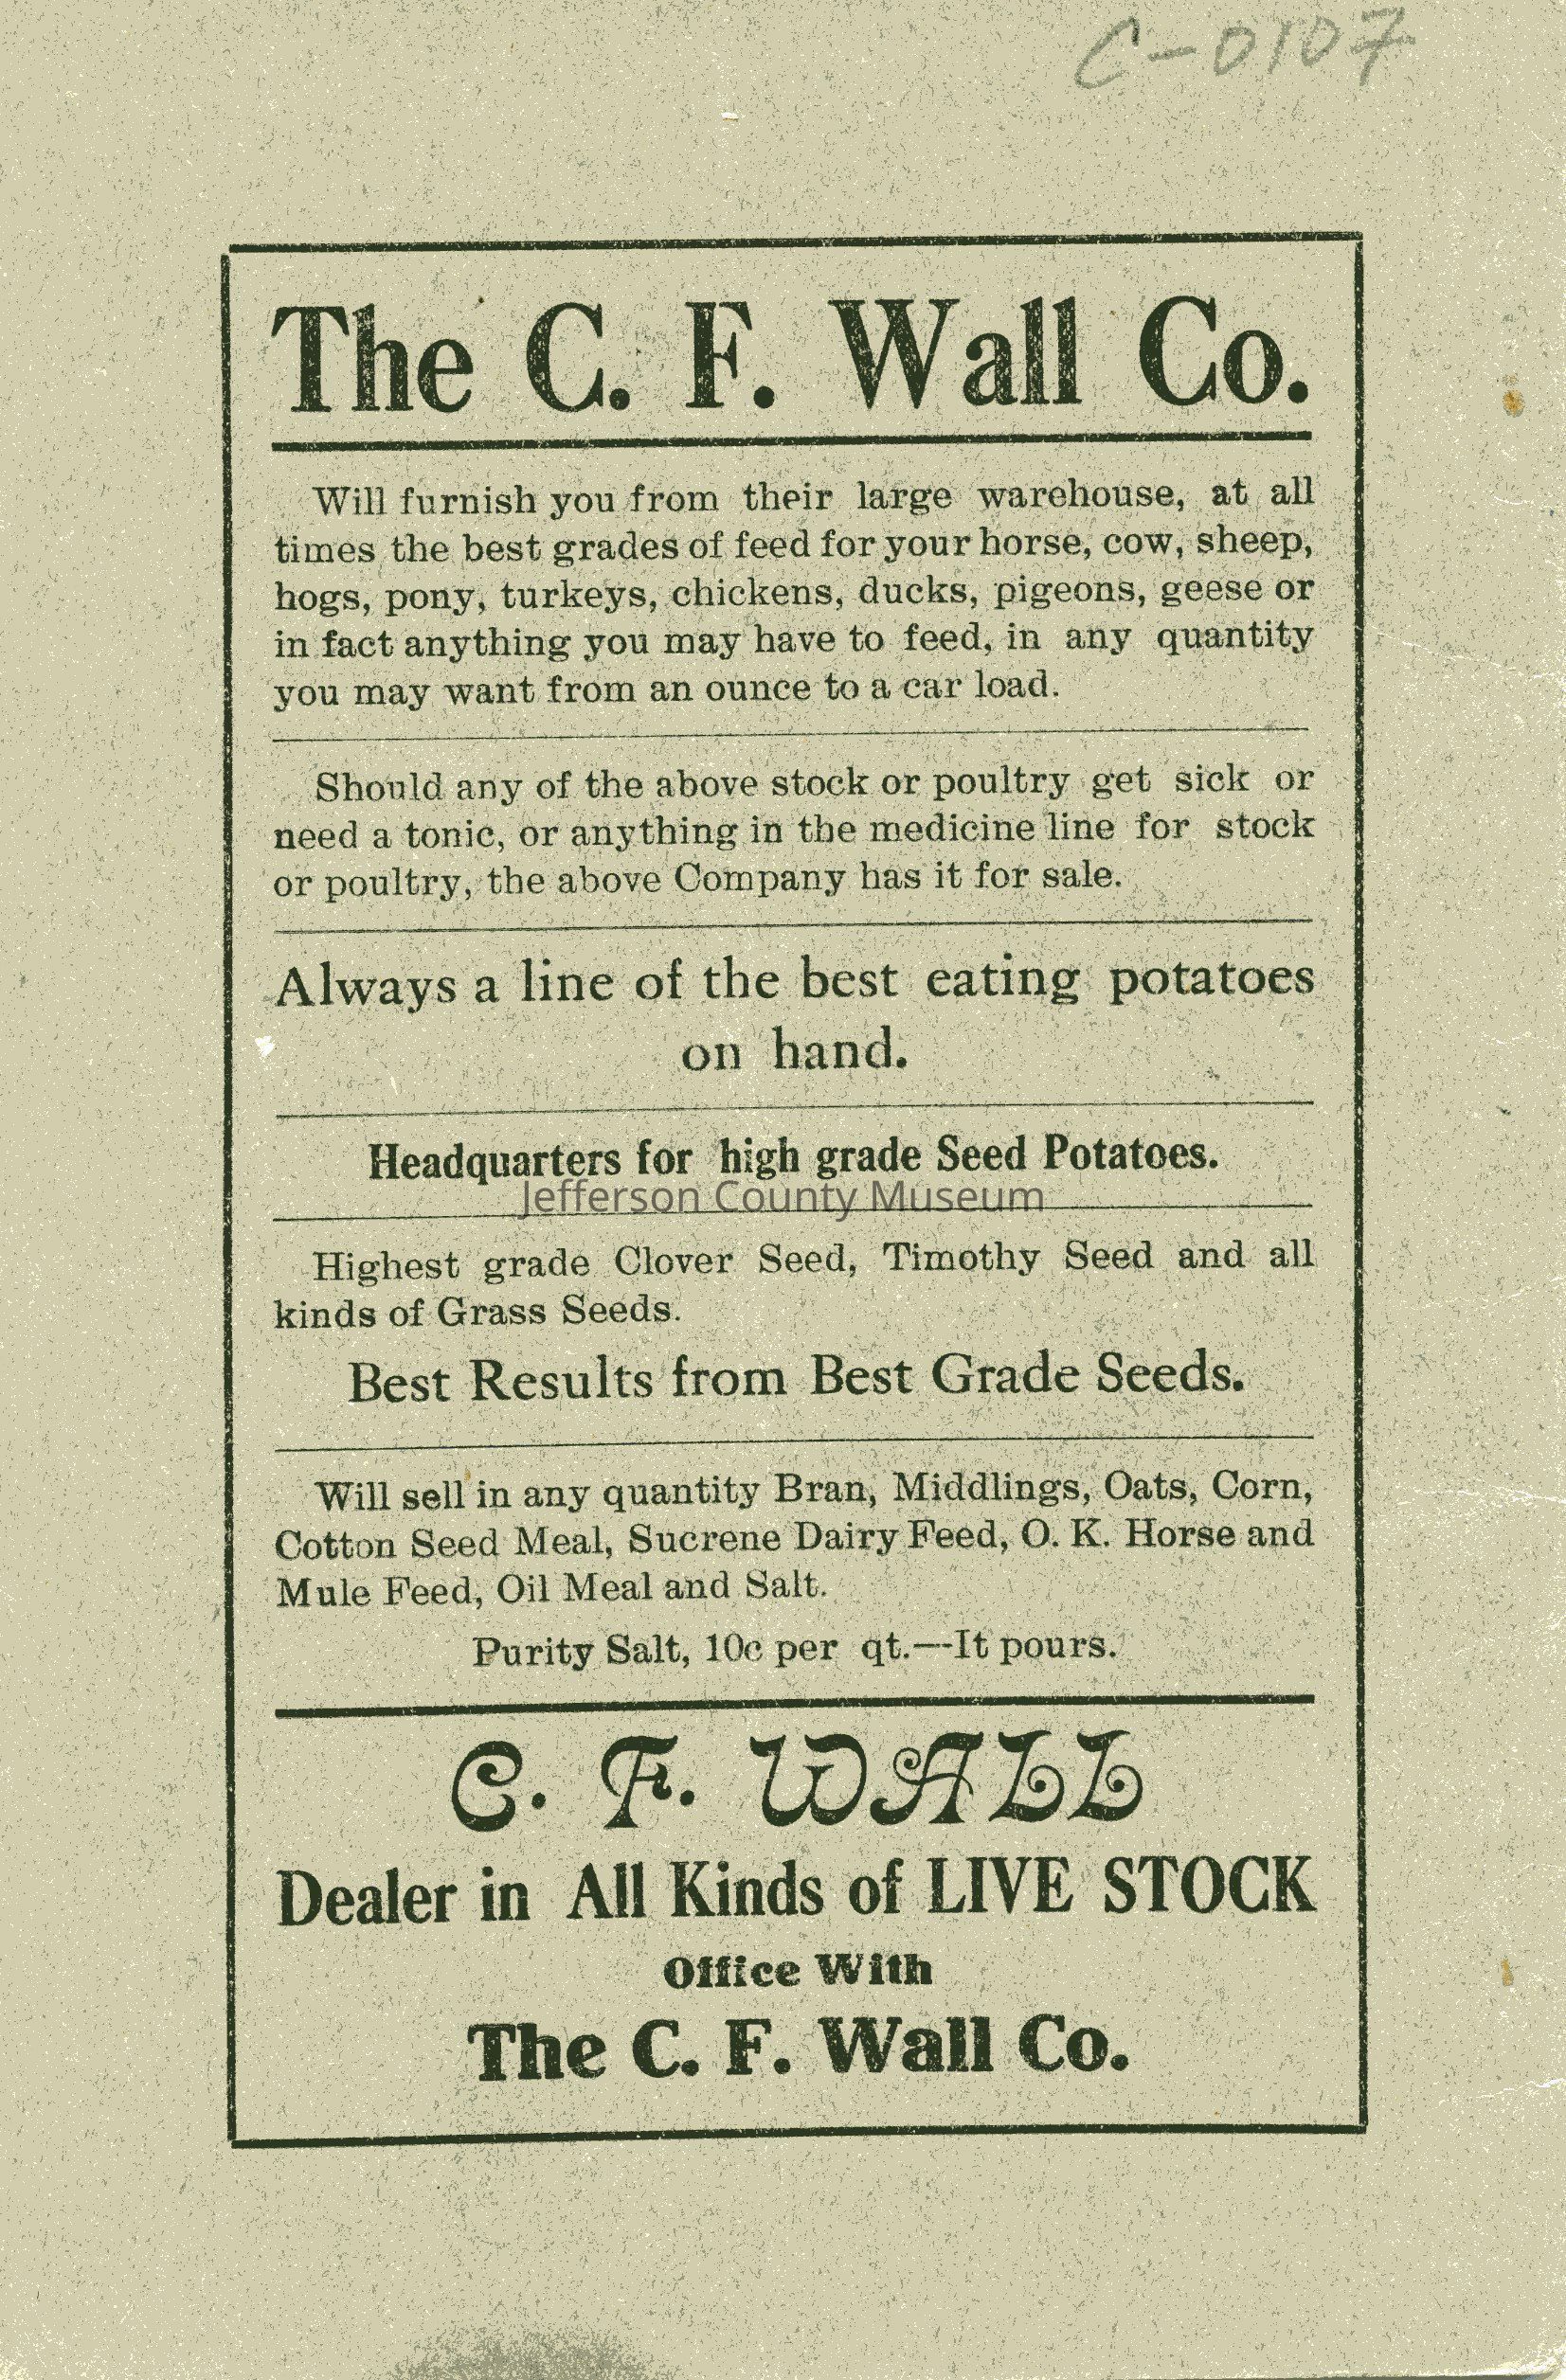 C-0107
The C. F. Wall Co.
Will furnish you from their large warehouse, at all
times the best grades of feed for your horse, cow, sheep,
hogs, pony, turkeys, chickens, ducks, pigeons, geese or
in fact anything you may have to feed, in any quantity
you may want from an ounce to a car load.
Should any of the above stock or poultry get sick or
need a tonic, or anything in the medicine line for stock
or poultry, the above Company has it for sale.
Always a line of the best eating potatoes
on hand.
Headquarters for high grade Seed Potatoes.
Jefferson County Museum
Highest grade Clover Seed, Timothy Seed and all
kinds of Grass Seeds.
Best Results from Best Grade Seeds.
Will sell in any quantity Bran, Middlings, Oats, Corn,
Cotton Seed Meal, Sucrene Dairy Feed, O. K. Horse and
Mule Feed, Oil Meal and Salt.
Purity Salt, 10c per qt.—-It pours.
C. F. WALL
Dealer in All Kinds of LIVE STOCK
Office With
The C. F. Wall Co.